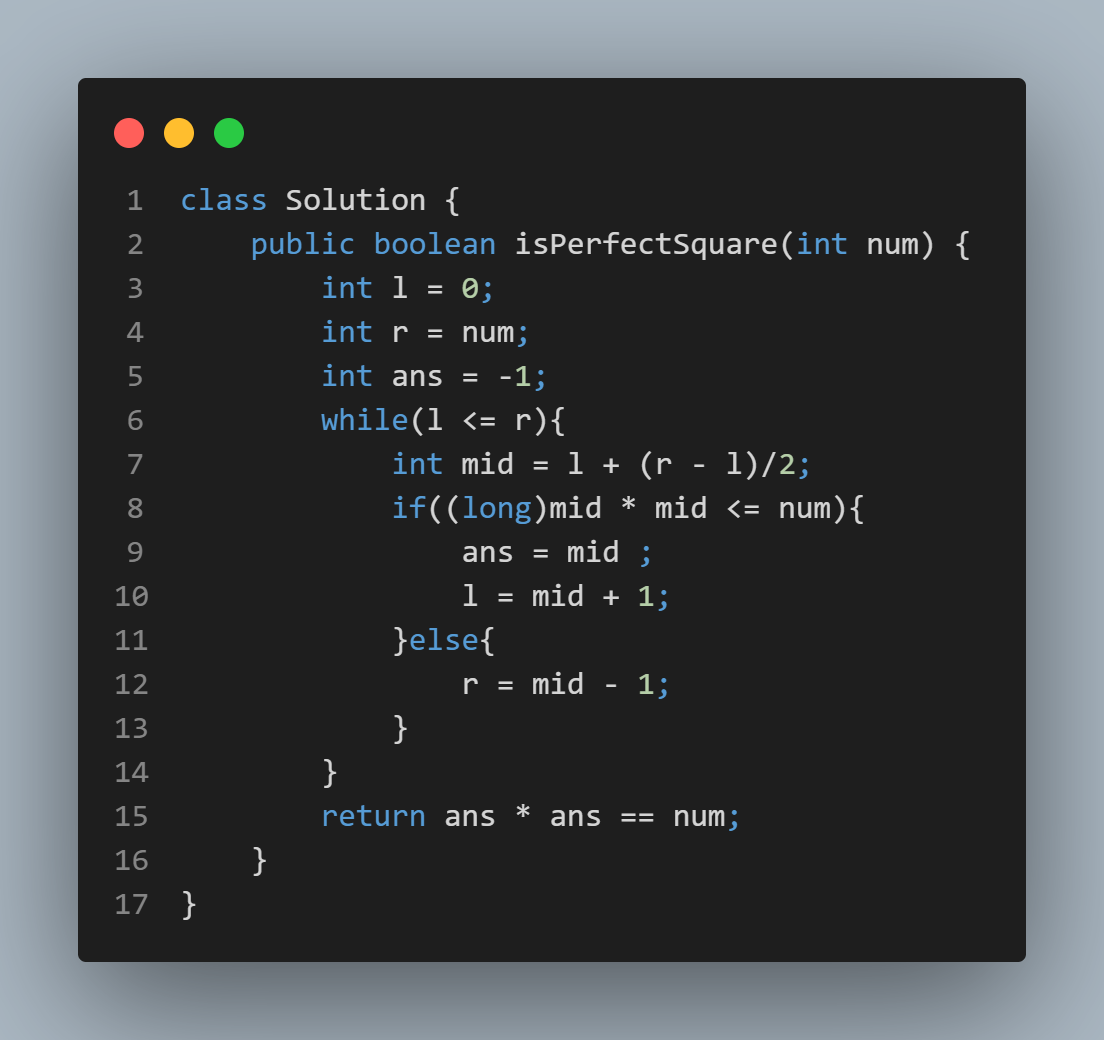 1 class Solution {
2     public boolean isPerfectSquare(int num) {
3         int l = 0;
4         int r = num;
5         int ans = -1;
6         while(l <= r){
7             int mid = l + (r - l)/2;
8             if((long)mid * mid <= num){
9                 ans = mid ;
10                 l = mid + 1;
11             }else{
12                 r = mid - 1;
13             }
14         }
15         return ans * ans == num;
16     }
17 }